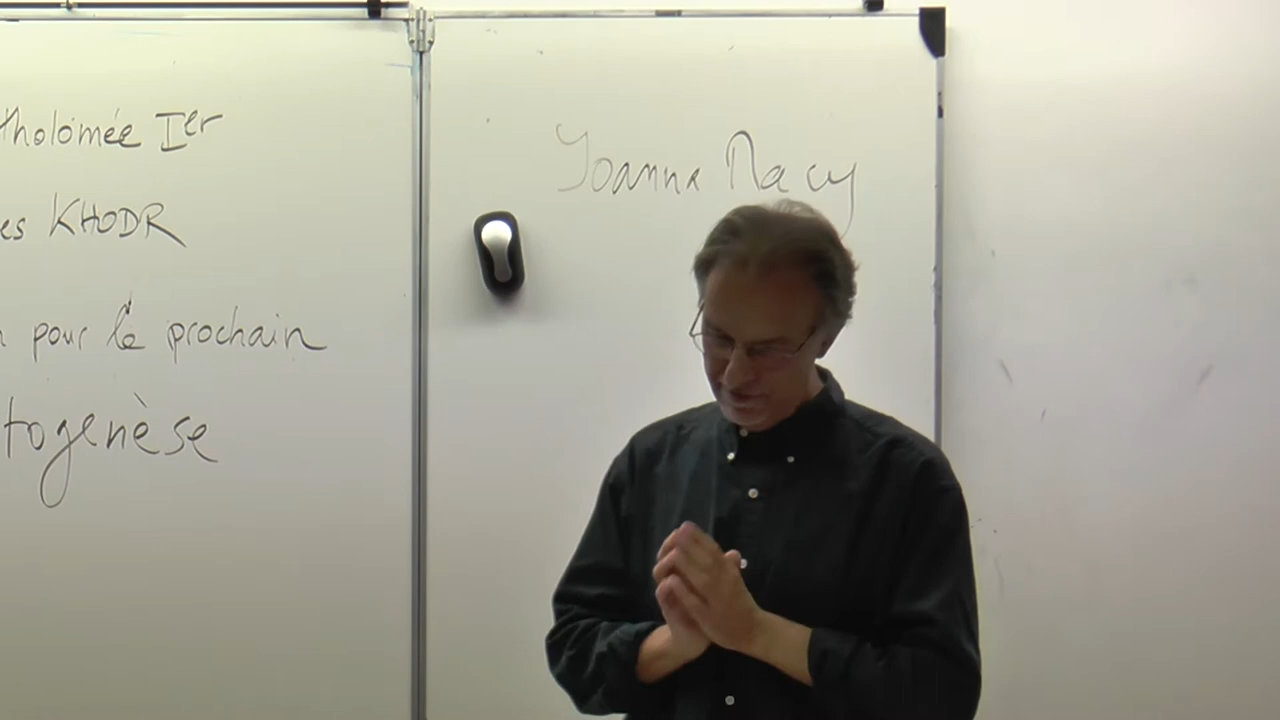 tholomée Ier
es KHODR
n pour le prochain
togenèse
Joanna Macy